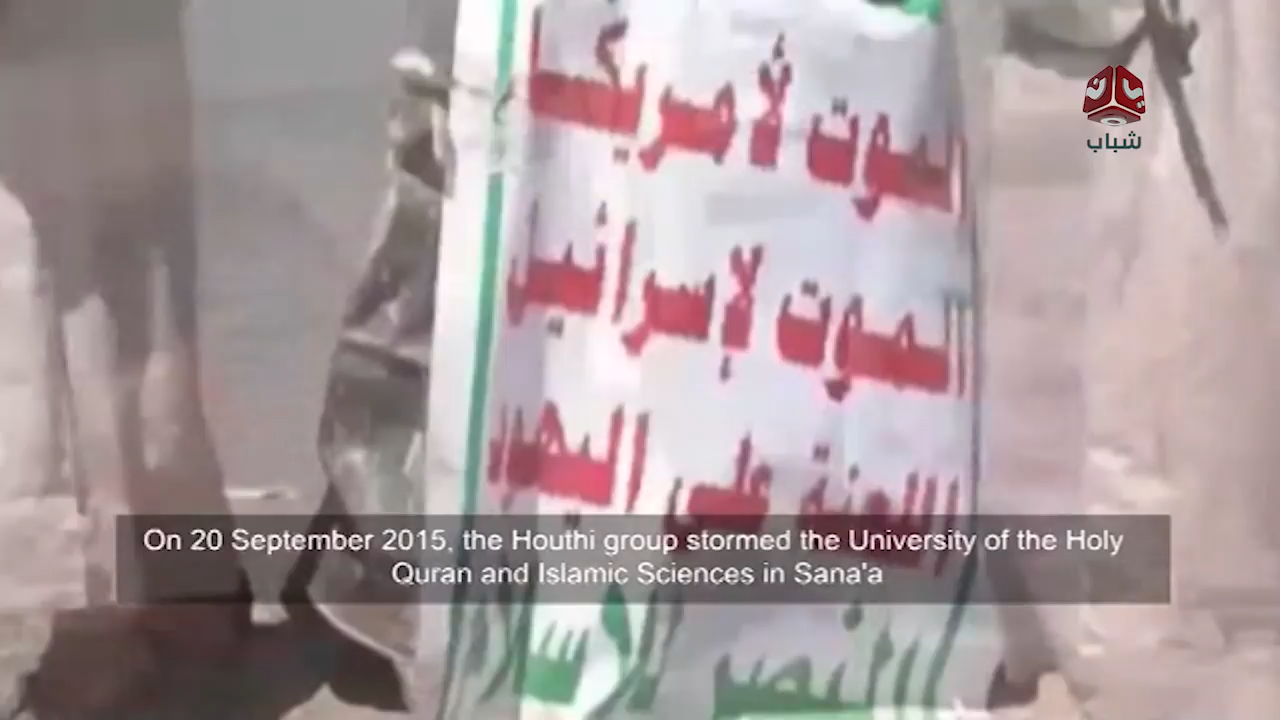 الموت لأمريكا
الموت لإسرائيل
اللعنة على اليهود
النصر للإسلام
يمن
شباب
On 20 September 2015, the Houthi group stormed the University of the Holy
Quran and Islamic Sciences in Sana'a